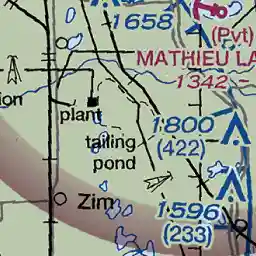 1658
(Pvt)
MATHIEU LA
1342 -
ion
plant
1800
(422)
tailing
pond
Zim
1596
(233)